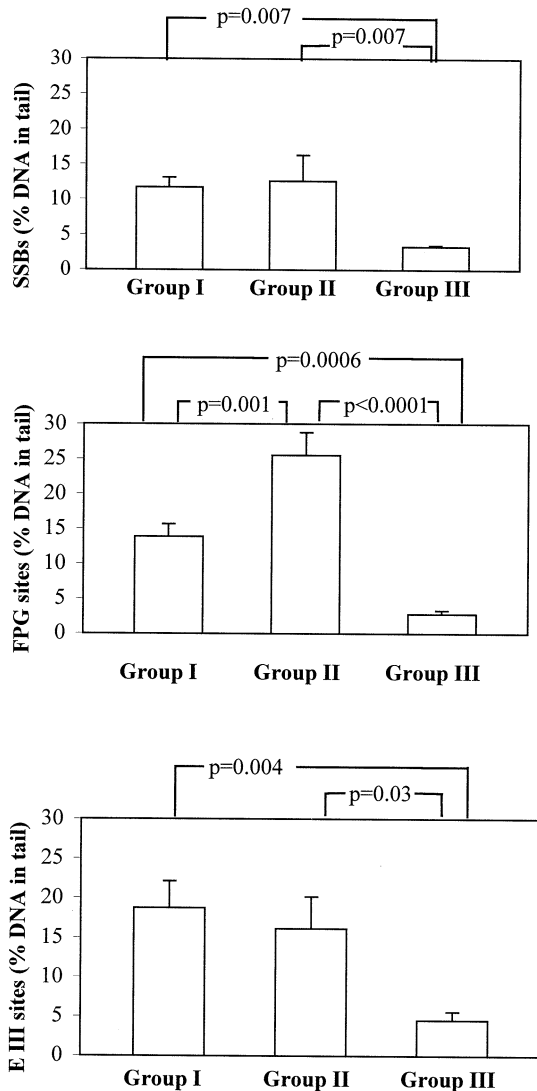 p=0.007
p=0.007
SSBs (% DNA in tail)
30
25
20
15
10
5
0
Group I Group II Group III
p=0.0006
p=0.001 p<0.0001
FPG sites (% DNA in tail)
30
25
20
15
10
5
0
Group I Group II Group III
p=0.004
p=0.03
E III sites (% DNA in tail)
30
25
20
15
10
5
0
Group I Group II Group III